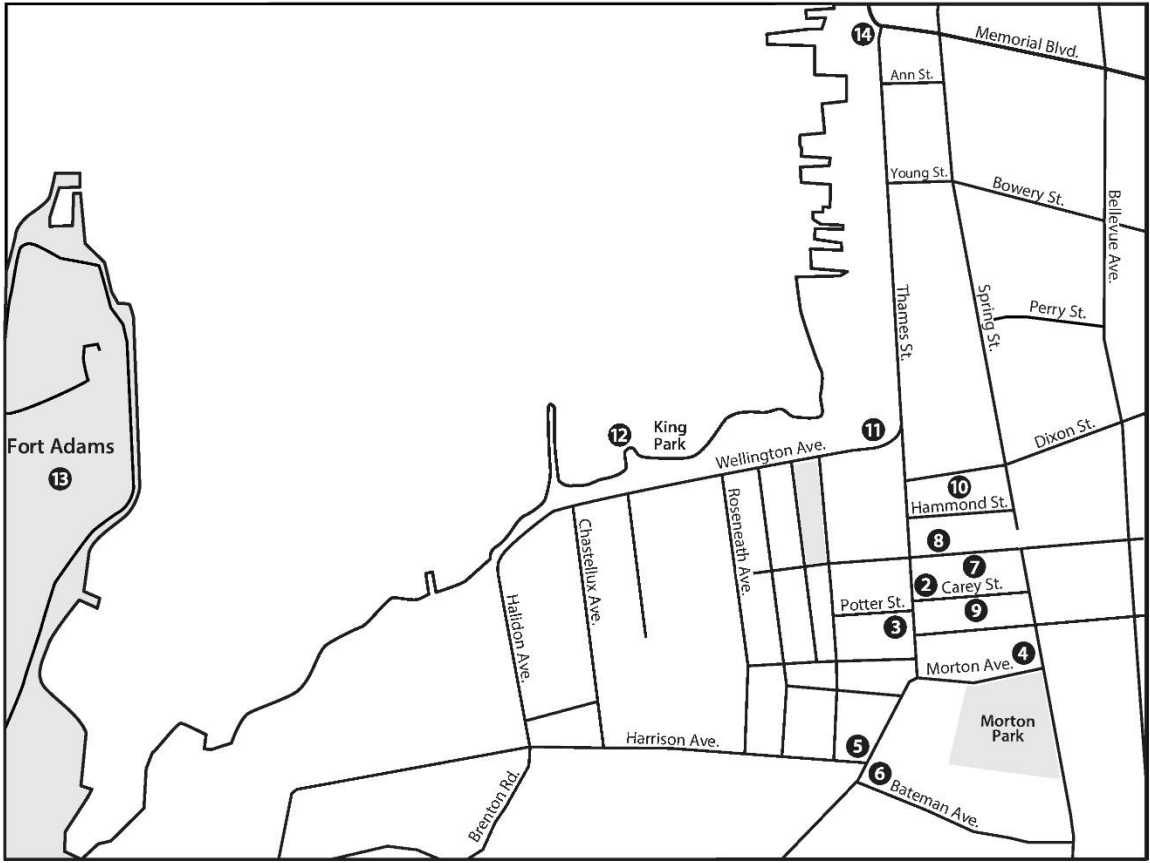 14
Memorial Blvd.
Ann St.
Young St.
Bowery St.
Bellevue Ave.
Thames St.
Spring St.
Perry St.
Fort Adams
13
12
King
Park
11
Wellington Ave.
Dixon St.
10
Hammond St.
Roseneath Ave.
Chastellux Ave.
8
7
2
Carey St.
Halidon Ave.
Potter St.
9
3
4
Morton Ave.
Morton
Park
Harrison Ave.
5
6
Brenton Rd.
Bateman Ave.